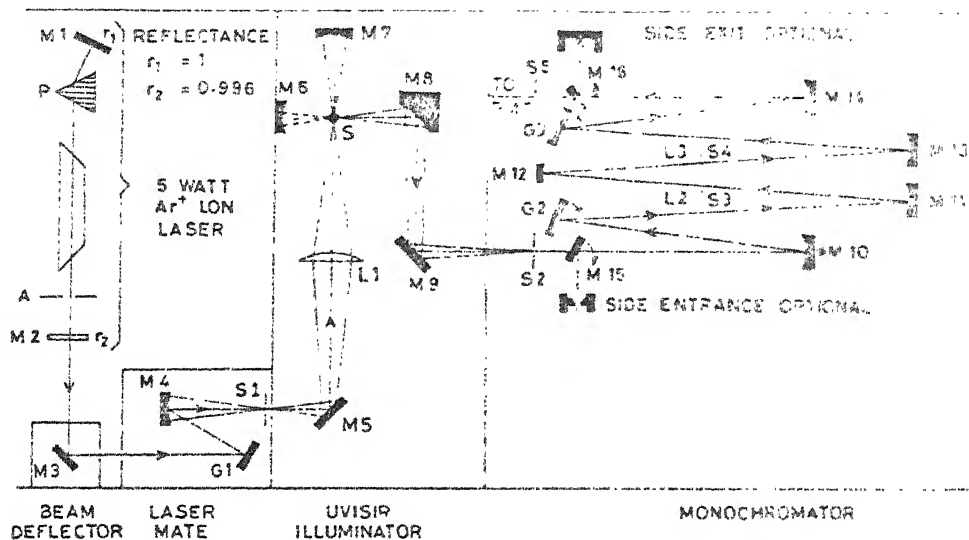 M1
r₁
REFLECTANCE
r₁ = 1
r₂ = 0.996
P
5 WATT
Ar⁺ LON
LASER
A
M2
r₂
M3
BEAM
DEFLECTOR
M4
S1
G1
LASER
MATE
M7
M6
M8
S
L1
M9
A
M5
UVISIR
ILLUMINATOR
SIDE EXIT OPTIONAL
S5
M16
TO
G3
M14
L3 S4
M13
M12
L2 S3
G2
M10
S2
M15
SIDE ENTRANCE OPTIONAL
MONOCHROMATOR